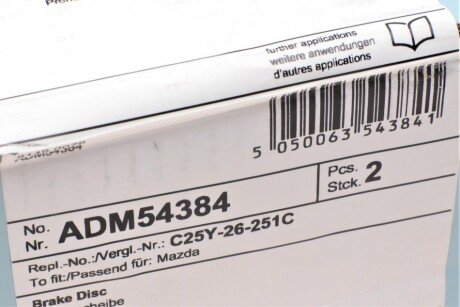 further applications
weitere anwendungen
d'autres applications
ADM54384
5 050063 543841
No.
Nr. ADM54384
Pcs.
Stck. 2
Repl.-No.:/Vergl.-Nr.: C25Y-26-251C
To fit:/Passend für: Mazda
Brake Disc